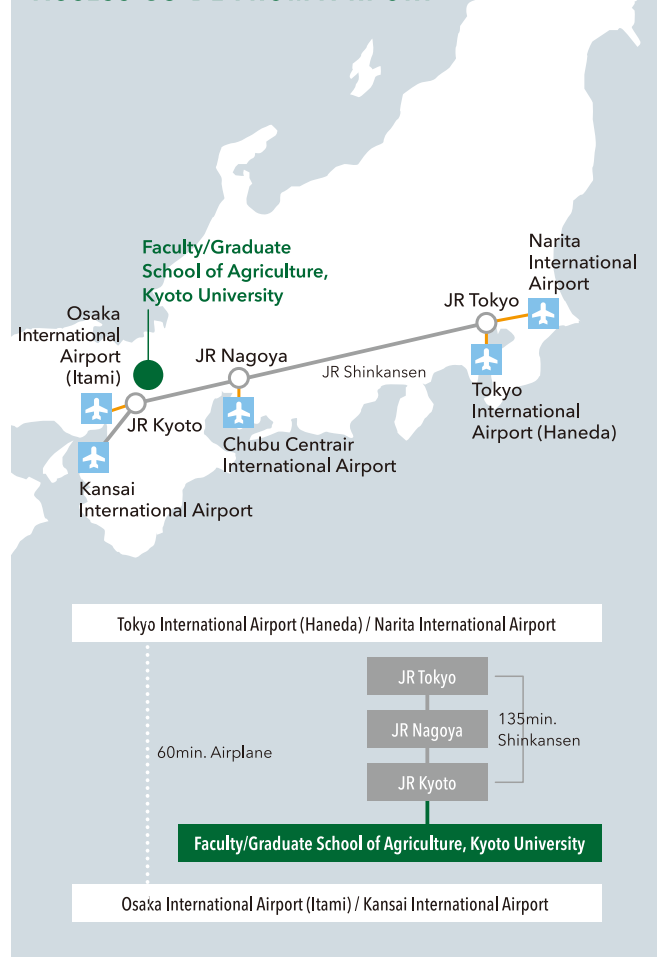 Faculty/Graduate
School of Agriculture,
Kyoto University
Narita
International
Airport
JR Tokyo
Osaka
International
Airport
(Itami)
JR Nagoya
JR Shinkansen
Tokyo
International
Airport (Haneda)
JR Kyoto
Chubu Centrair
International Airport
Kansai
International Airport
Tokyo International Airport (Haneda) / Narita International Airport
JR Tokyo
JR Nagoya
135min.
Shinkansen
60min. Airplane
JR Kyoto
Faculty/Graduate School of Agriculture, Kyoto University
Osaka International Airport (Itami) / Kansai International Airport